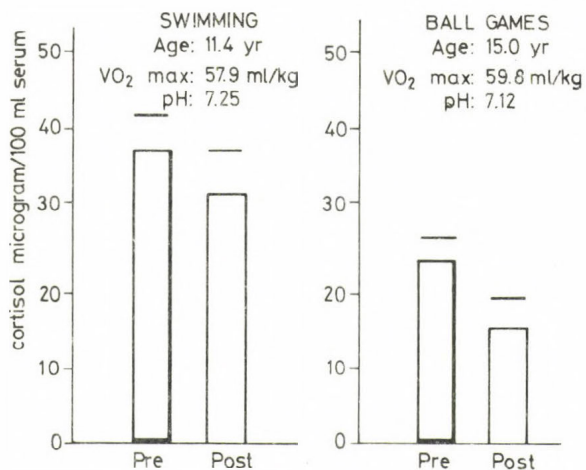 SWIMMING
Age: 11.4 yr
VO2 max: 57.9 ml/kg
pH: 7.25
cortisol microgram/100 ml serum
50
40
30
20
10
0
Pre Post
BALL GAMES
Age: 15.0 yr
VO2 max: 59.8 ml/kg
pH: 7.12
50
40
30
20
10
0
Pre Post